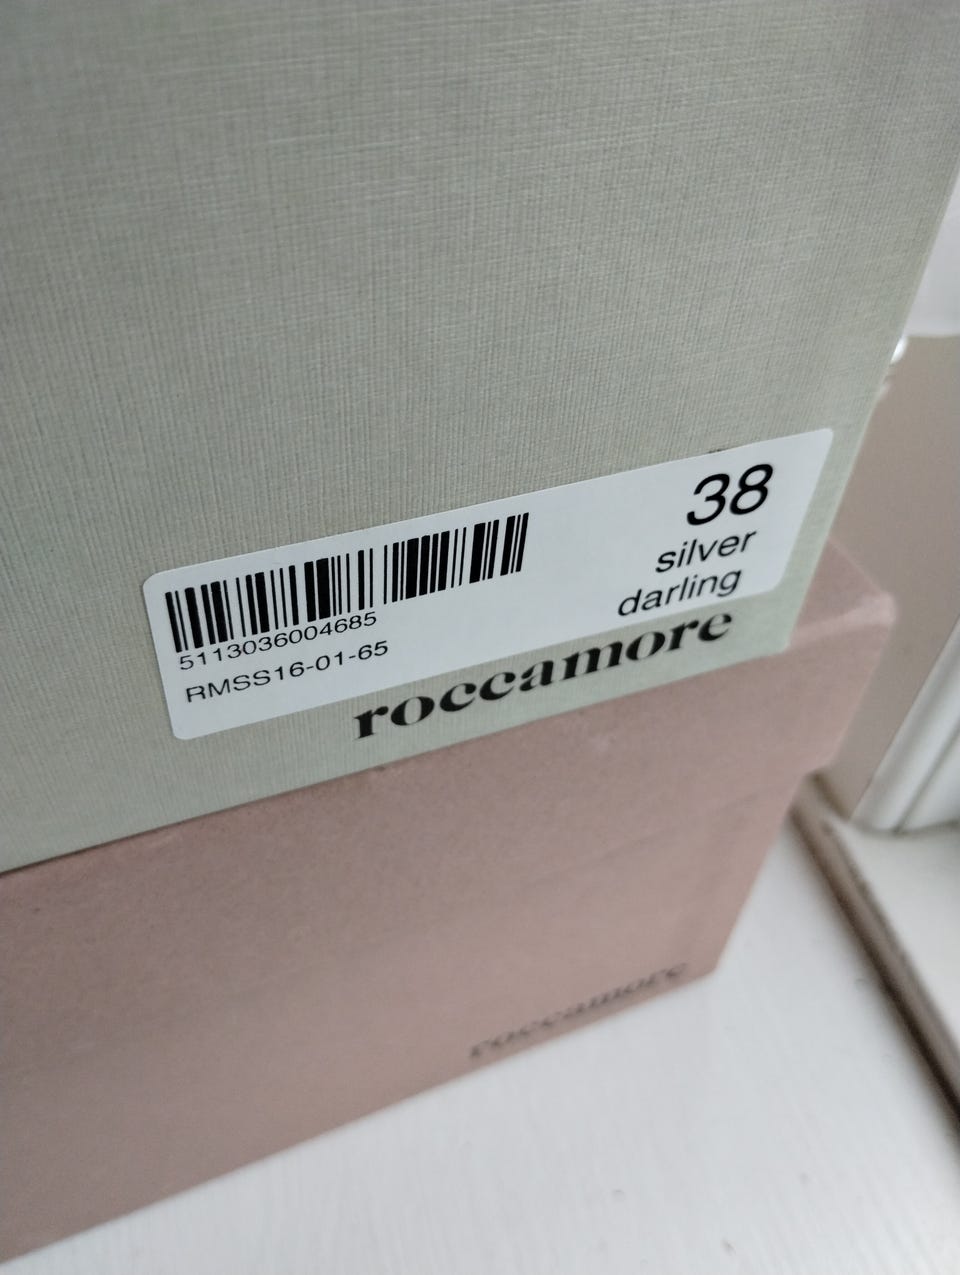 38
silver
darling
5113036004685
RMSS16-01-65
roccamore
roccamore